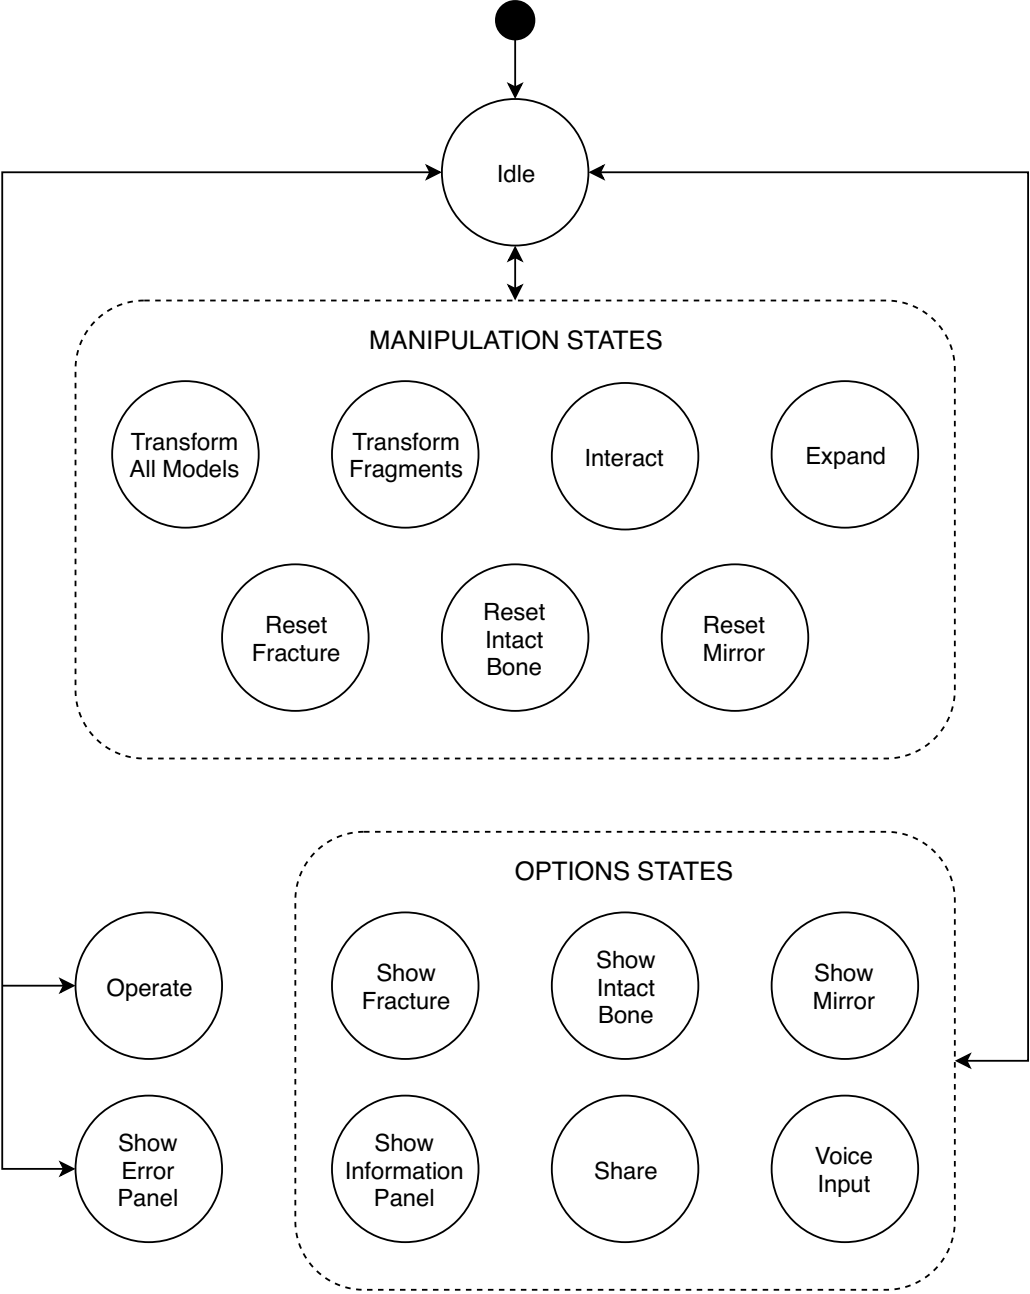 Idle
MANIPULATION STATES
Transform
All Models
Transform
Fragments
Interact
Expand
Reset
Fracture
Reset
Intact
Bone
Reset
Mirror
OPTIONS STATES
Operate
Show
Fracture
Show
Intact
Bone
Show
Mirror
Show
Error
Panel
Show
Information
Panel
Share
Voice
Input